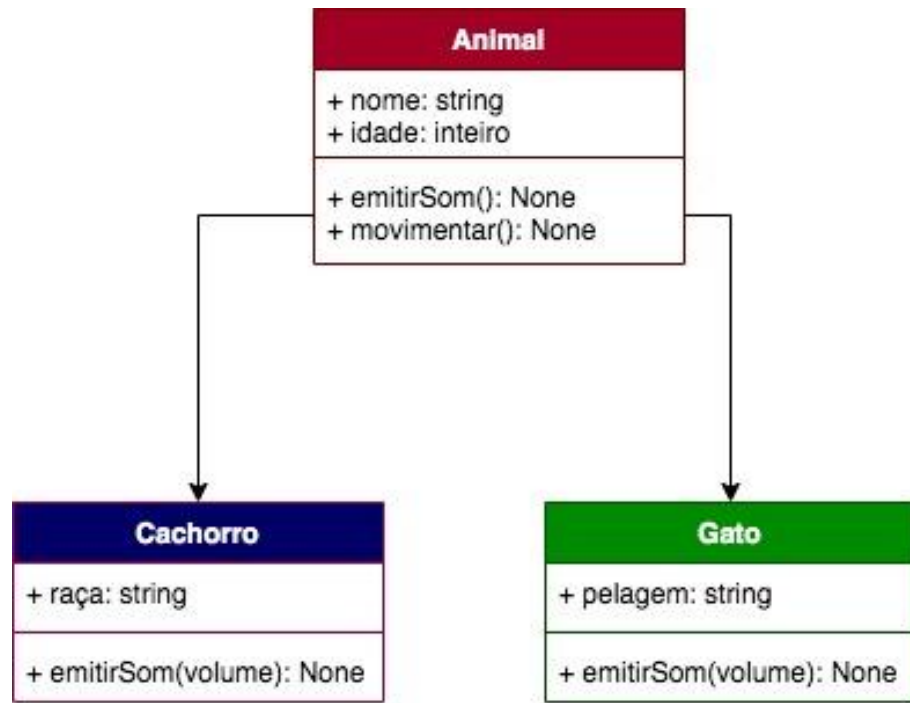 Animal
+ nome: string
+ idade: inteiro
+ emitirSom(): None
+ movimentar(): None
Cachorro
+ raça: string
+ emitirSom(volume): None
Gato
+ pelagem: string
+ emitirSom(volume): None